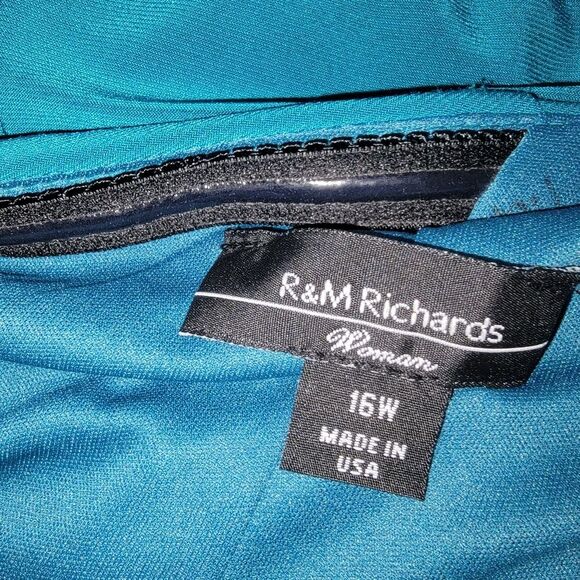 R&M Richards
Woman
16W
MADE IN
USA